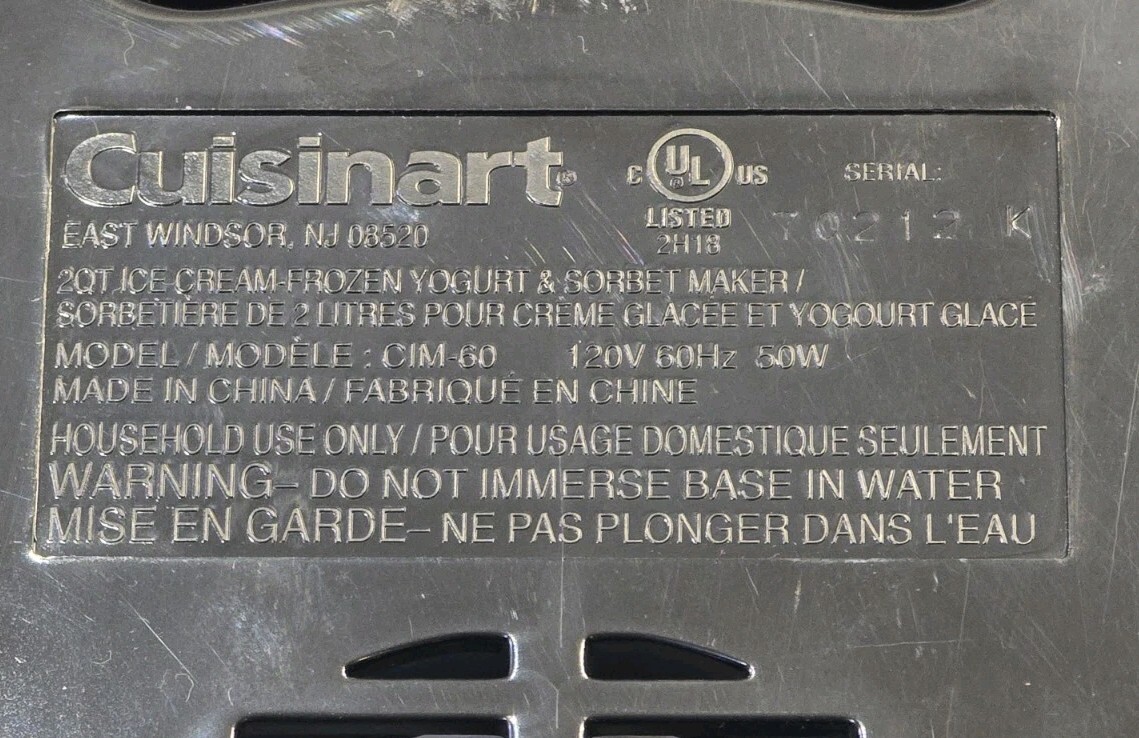 Cuisinart®
EAST WINDSOR, NJ 08520
C UL® US
LISTED
2H18
SERIAL:
T0212 K
2QT ICE CREAM-FROZEN YOGURT & SORBET MAKER /
SORBETIÈRE DE 2 LITRES POUR CRÈME GLACÉE ET YOGOURT GLACÉ
MODEL / MODÈLE : CIM-60 120V 60Hz 50W
MADE IN CHINA / FABRIQUE EN CHINE
HOUSEHOLD USE ONLY / POUR USAGE DOMESTIQUE SEULEMENT
WARNING– DO NOT IMMERSE BASE IN WATER
MISE EN GARDE– NE PAS PLONGER DANS L'EAU